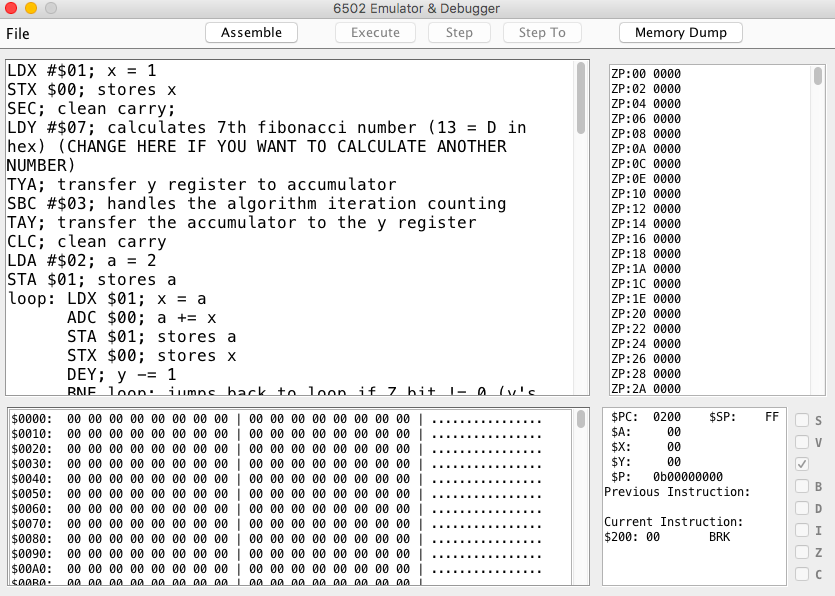 6502 Emulator & Debugger
File
Assemble
Execute
Step
Step To
Memory Dump
LDX #$01; x = 1
STX $00; stores x
SEC; clean carry;
LDY #$07; calculates 7th fibonacci number (13 = D in
hex) (CHANGE HERE IF YOU WANT TO CALCULATE ANOTHER
NUMBER)
TYA; transfer y register to accumulator
SBC #$03; handles the algorithm iteration counting
TAY; transfer the accumulator to the y register
CLC; clean carry
LDA #$02; a = 2
STA $01; stores a
loop: LDX $01; x = a
      ADC $00; a += x
      STA $01; stores a
      STX $00; stores x
      DEY; y -= 1
      BNE loop; jumps back to loop if Z bit != 0 (y's
ZP:00 0000
ZP:02 0000
ZP:04 0000
ZP:06 0000
ZP:08 0000
ZP:0A 0000
ZP:0C 0000
ZP:0E 0000
ZP:10 0000
ZP:12 0000
ZP:14 0000
ZP:16 0000
ZP:18 0000
ZP:1A 0000
ZP:1C 0000
ZP:1E 0000
ZP:20 0000
ZP:22 0000
ZP:24 0000
ZP:26 0000
ZP:28 0000
ZP:2A 0000
$0000:  00 00 00 00 00 00 00 00 | 00 00 00 00 00 00 00 00 | ................
$0010:  00 00 00 00 00 00 00 00 | 00 00 00 00 00 00 00 00 | ................
$0020:  00 00 00 00 00 00 00 00 | 00 00 00 00 00 00 00 00 | ................
$0030:  00 00 00 00 00 00 00 00 | 00 00 00 00 00 00 00 00 | ................
$0040:  00 00 00 00 00 00 00 00 | 00 00 00 00 00 00 00 00 | ................
$0050:  00 00 00 00 00 00 00 00 | 00 00 00 00 00 00 00 00 | ................
$0060:  00 00 00 00 00 00 00 00 | 00 00 00 00 00 00 00 00 | ................
$0070:  00 00 00 00 00 00 00 00 | 00 00 00 00 00 00 00 00 | ................
$0080:  00 00 00 00 00 00 00 00 | 00 00 00 00 00 00 00 00 | ................
$0090:  00 00 00 00 00 00 00 00 | 00 00 00 00 00 00 00 00 | ................
$00A0:  00 00 00 00 00 00 00 00 | 00 00 00 00 00 00 00 00 | ................
$00B0:  00 00 00 00 00 00 00 00 | 00 00 00 00 00 00 00 00 |
$PC:  0200    $SP:   FF
$A:     00
$X:     00
$Y:     00
$P:   0b00000000
Previous Instruction:
Current Instruction:
$200: 00       BRK
S
V
B
D
I
Z
C